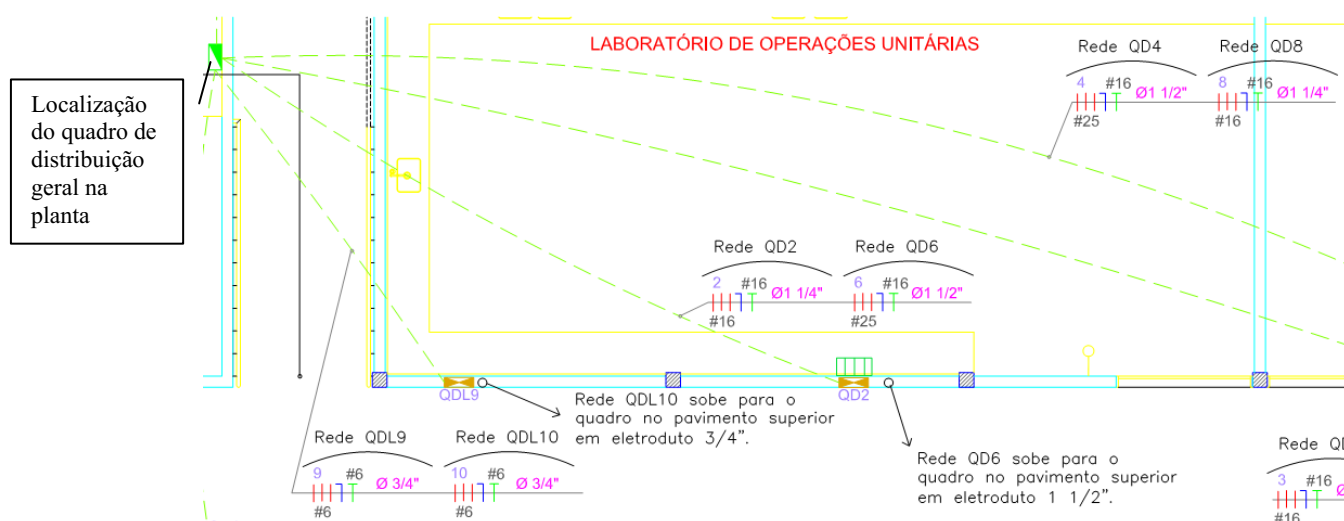 LABORATÓRIO DE OPERAÇÕES UNITÁRIAS
Localização
do quadro de
distribuição
geral na
planta
Rede QD4
4 #16 Ø1 1/2"
#25
Rede QD8
8 #16 Ø1 1/4"
#16
Rede QD2
2 #16 Ø1 1/4"
#16
Rede QD6
6 #16 Ø1 1/2"
#25
QDL9
Rede QDL10 sobe para o
quadro no pavimento superior
em eletroduto 3/4".
QD2
Rede QD6 sobe para o
quadro no pavimento superior
em eletroduto 1 1/2".
Rede QDL9
9 #6 Ø 3/4"
#6
Rede QDL10
10 #6 Ø 3/4"
#6
Rede
3 #16
#16